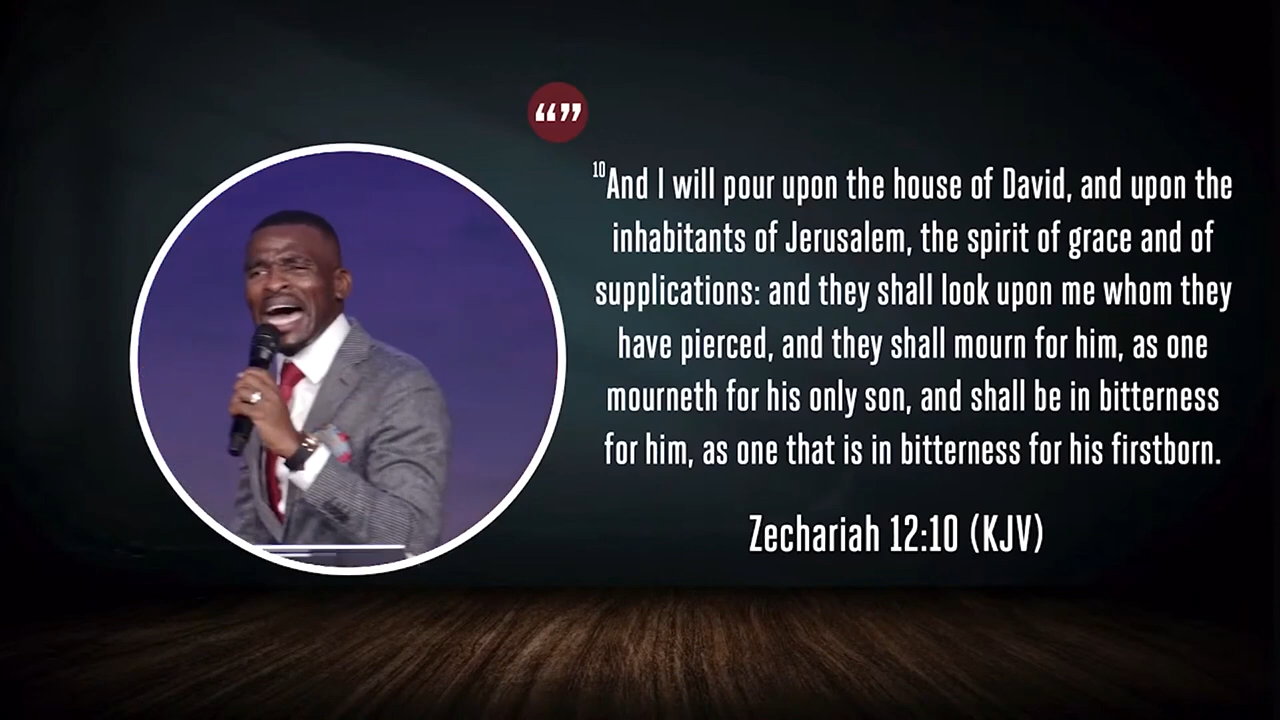 “”
10And I will pour upon the house of David, and upon the
inhabitants of Jerusalem, the spirit of grace and of
supplications: and they shall look upon me whom they
have pierced, and they shall mourn for him, as one
mourneth for his only son, and shall be in bitterness
for him, as one that is in bitterness for his firstborn.
Zechariah 12:10 (KJV)